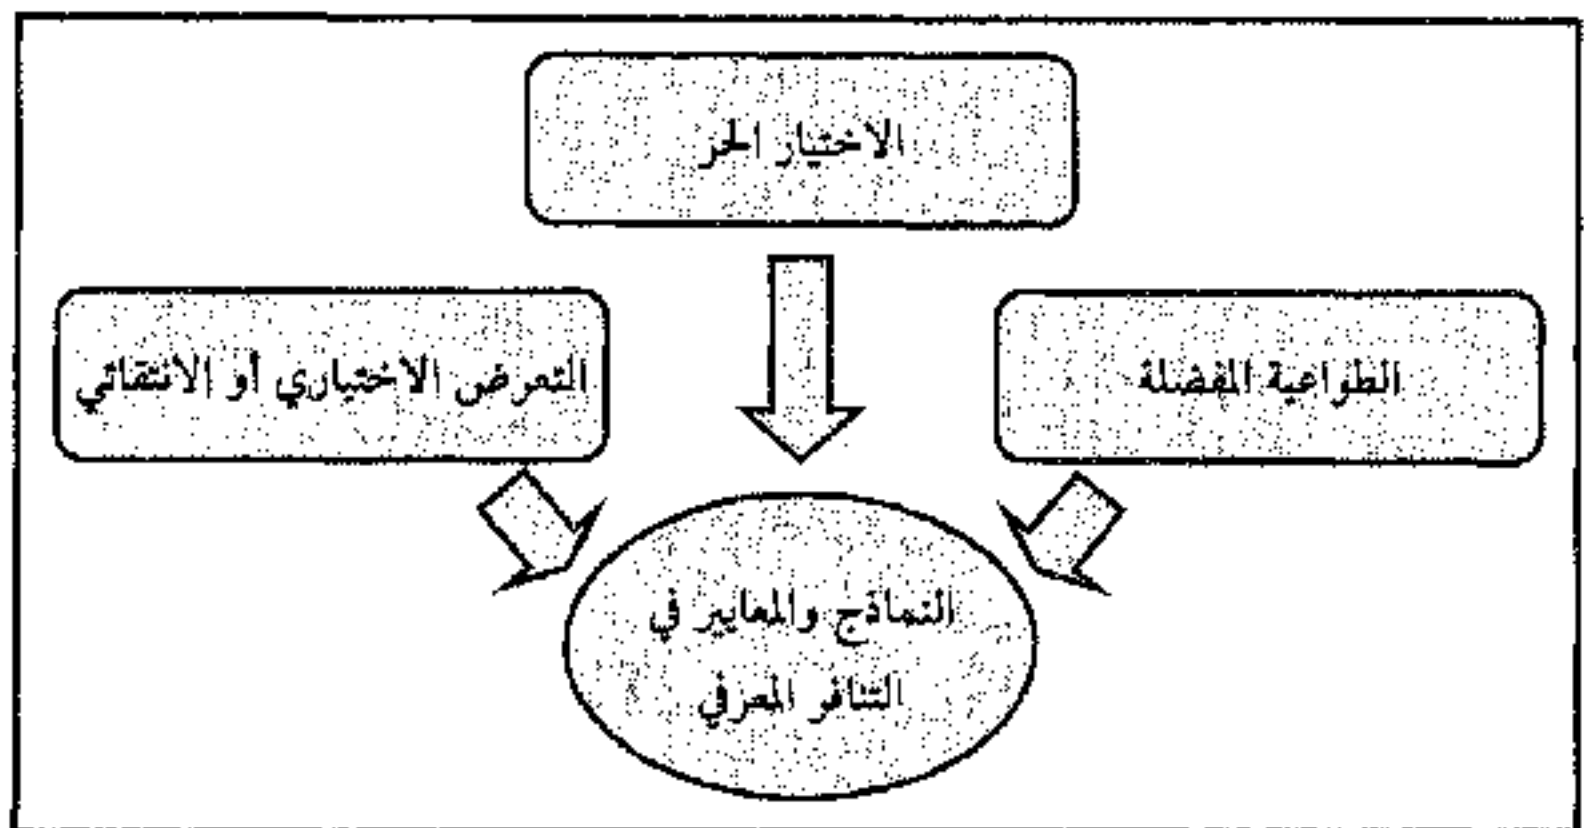 الاختيار الحر
الطواعية المفضلة
التعرض الاختياري أو الانتقائي
النماذج والمعايير في
التنافر المعرفي